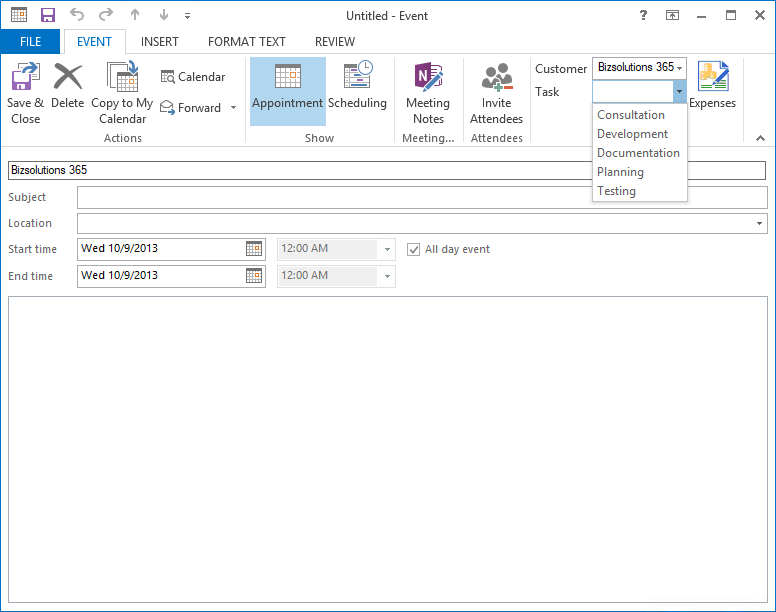 Untitled - Event
?
FILE EVENT INSERT FORMAT TEXT REVIEW
Save & Close
Delete
Copy to My Calendar
Calendar
Forward
Actions
Appointment
Scheduling
Show
Meeting Notes
Meeting...
Invite Attendees
Attendees
Customer Bizsolutions 365
Task
Consultation
Development
Documentation
Planning
Testing
Expenses
Bizsolutions 365
Subject
Location
Start time Wed 10/9/2013 12:00 AM All day event
End time Wed 10/9/2013 12:00 AM